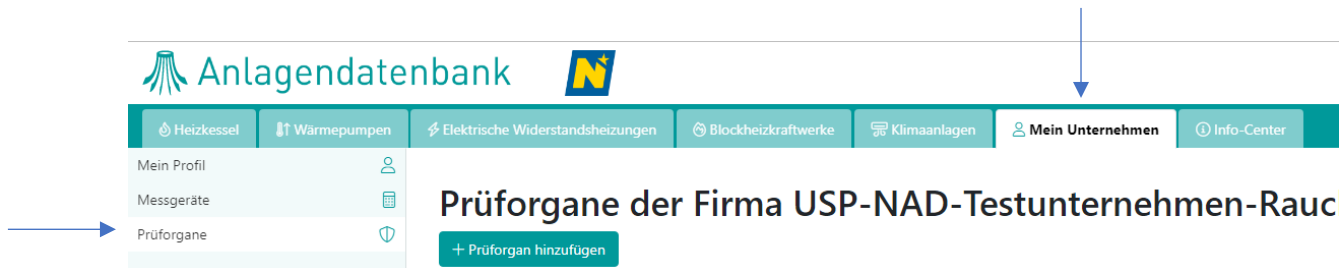 Anlagendatenbank N
Heizkessel Wärmepumpen Elektrische Widerstandsheizungen Blockheizkraftwerke Klimaanlagen Mein Unternehmen Info-Center
Mein Profil
Messgeräte
Prüforgane
Prüforgane der Firma USP-NAD-Testunternehmen-Rauc
+ Prüforgan hinzufügen